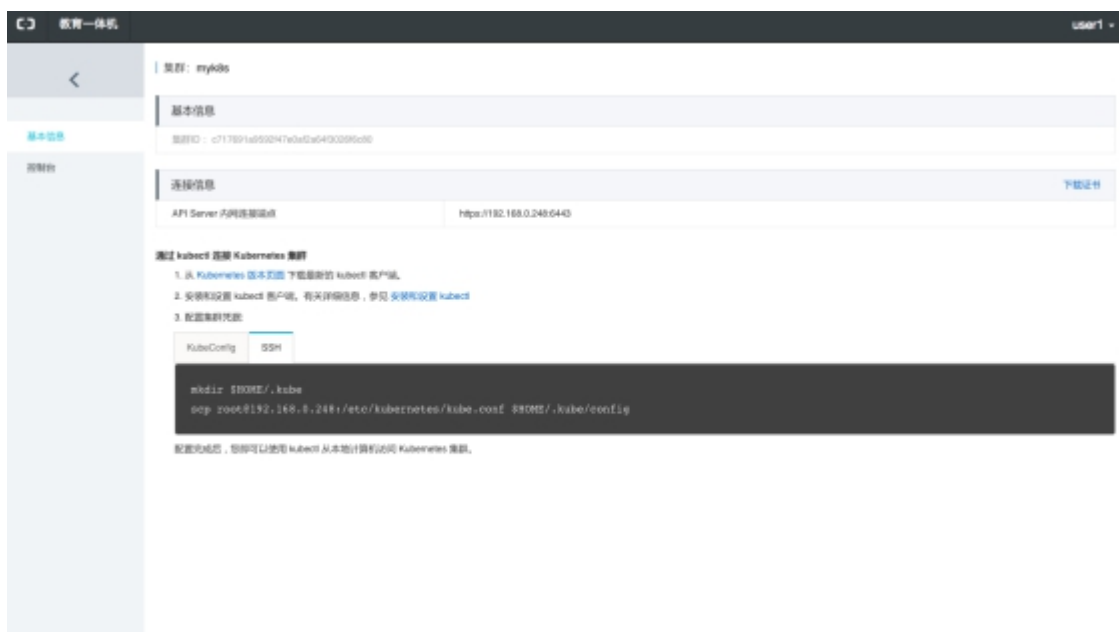 教育一体机
user1
集群：myk8s
基本信息
集群ID：
基本信息
控制台
连接信息
下载证书
API Server 内网连接端点
https://192.168.0.248:6443
通过 kubectl 连接 Kubernetes 集群
1. 从 Kubernetes 版本页面 下载最新的 kubectl 客户端。
2. 安装和设置 kubectl 客户端。有关详细信息，参见 安装和设置 kubectl
3. 配置集群凭据:
KubeConfig
SSH
mkdir $HOME/.kube
scp root@192.168.0.248:/etc/kubernetes/kube.conf $HOME/.kube/config
配置完成后，您即可以使用 kubectl 从本地计算机访问 Kubernetes 集群。